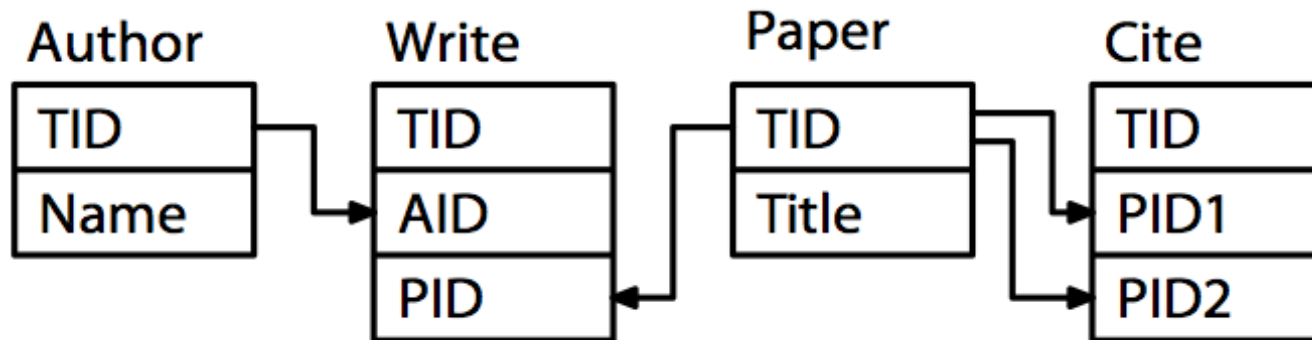 Author
TID
Name
Write
TID
AID
PID
Paper
TID
Title
Cite
TID
PID1
PID2